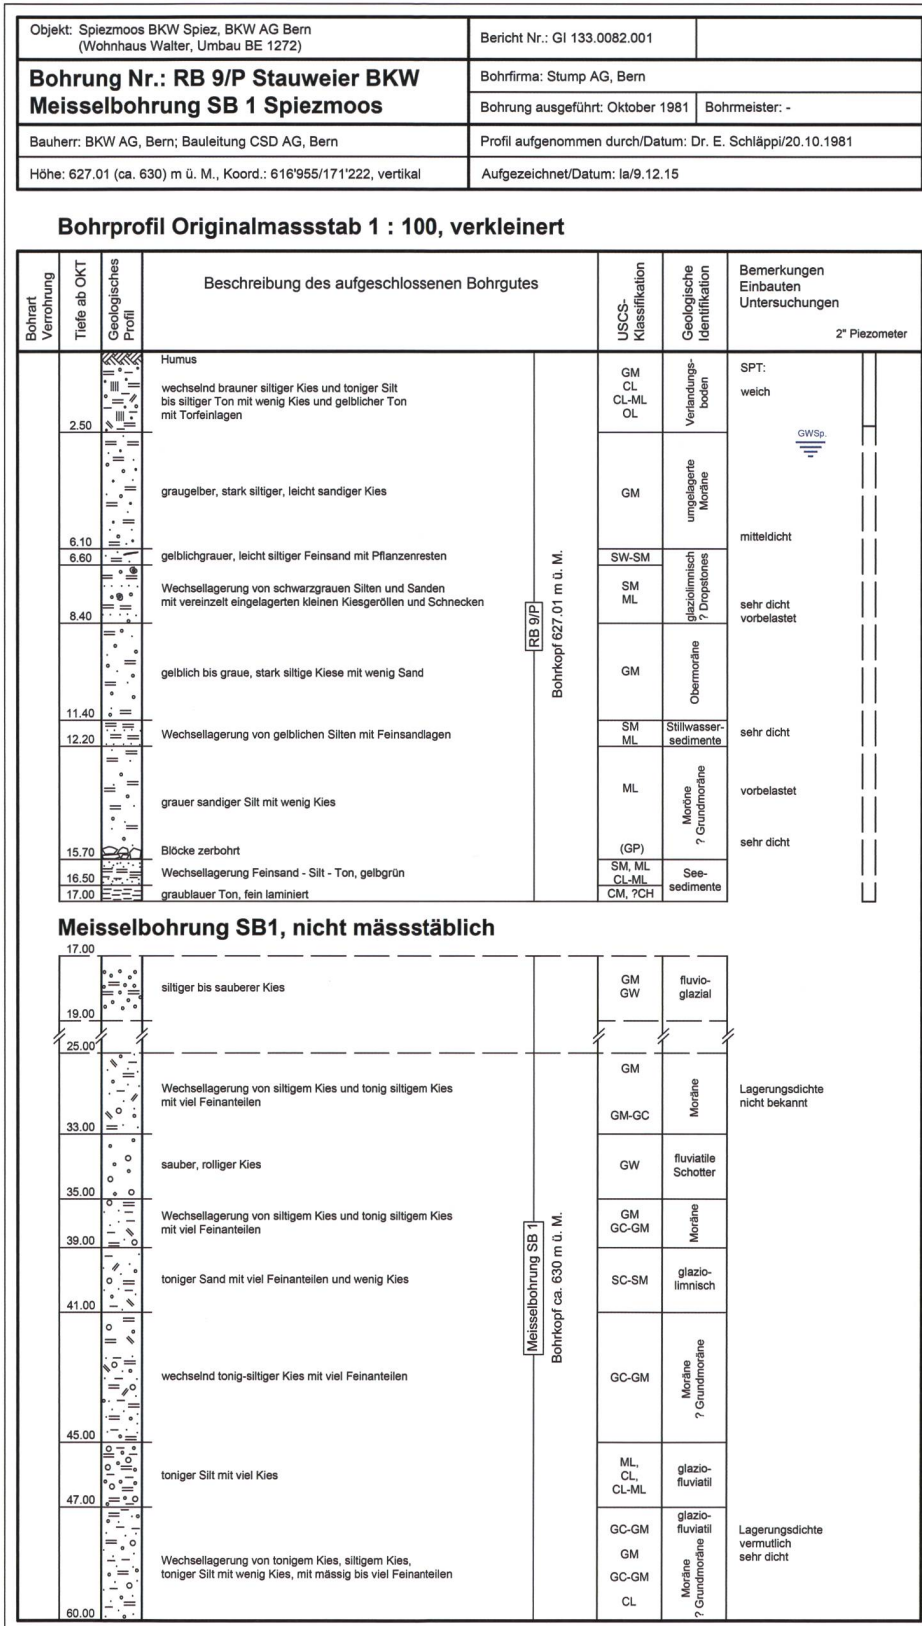 Objekt: Spiezmoos BKW Spiez, BKW AG Bern
(Wohnhaus Walter, Umbau BE 1272)
Bericht Nr.: GI 133.0082.001
Bohrung Nr.: RB 9/P Stauweier BKW
Meisselbohrung SB 1 Spiezmoos
Bohrfirma: Stump AG, Bern
Bohrung ausgeführt: Oktober 1981
Bohrmeister: -
Bauherr: BKW AG, Bern; Bauleitung CSD AG, Bern
Profil aufgenommen durch/Datum: Dr. E. Schläppi/20.10.1981
Höhe: 627.01 (ca. 630) m ü. M., Koord.: 616'955/171'222, vertikal
Aufgezeichnet/Datum: la/9.12.15
Bohrprofil Originalmassstab 1 : 100, verkleinert
Bohrart
Verrohrung
Tiefe ab OKT
Geologisches
Profil
Beschreibung des aufgeschlossenen Bohrgutes
USCS-
Klassifikation
Geologische
Identifikation
Bemerkungen
Einbauten
Untersuchungen
2" Piezometer
Humus
wechselnd brauner siltiger Kies und toniger Silt
bis siltiger Ton mit wenig Kies und gelblicher Ton
mit Torfeinlagen
GM
CL
CL-ML
OL
Verlandungs-
boden
SPT:
weich
2.50
GWSp.
graugelber, stark siltiger, leicht sandiger Kies
GM
umgelagerte
Moräne
mitteldicht
6.10
gelblichgrauer, leicht siltiger Feinsand mit Pflanzenresten
SW-SM
6.60
Wechsellagerung von schwarzgrauen Silten und Sanden
mit vereinzelt eingelagerten kleinen Kiesgeröllen und Schnecken
SM
ML
glaziolimnisch
? Dropstones
sehr dicht
vorbelastet
8.40
RB 9/P
Bohrkopf 627.01 m ü. M.
gelblich bis graue, stark siltige Kiese mit wenig Sand
GM
Obermoräne
11.40
Wechsellagerung von gelblichen Silten mit Feinsandlagen
SM
ML
Stillwasser-
sedimente
sehr dicht
12.20
grauer sandiger Silt mit wenig Kies
ML
Moröne
? Grundmoräne
vorbelastet
sehr dicht
Blöcke zerbohrt
(GP)
15.70
Wechsellagerung Feinsand - Silt - Ton, gelbgrün
SM, ML
CL-ML
See-
sedimente
16.50
graublauer Ton, fein laminiert
CM, ?CH
17.00
Meisselbohrung SB1, nicht mässstäblich
17.00
siltiger bis sauberer Kies
GM
GW
fluvio-
glazial
19.00
25.00
Wechsellagerung von siltigem Kies und tonig siltigem Kies
mit viel Feinanteilen
GM
GM-GC
Moräne
Lagerungsdichte
nicht bekannt
33.00
sauber, rolliger Kies
GW
fluviatile
Schotter
35.00
Wechsellagerung von siltigem Kies und tonig siltigem Kies
mit viel Feinanteilen
GM
GC-GM
Moräne
39.00
Meisselbohrung SB 1
Bohrkopf ca. 630 m ü. M.
toniger Sand mit viel Feinanteilen und wenig Kies
SC-SM
glazio-
limnisch
41.00
wechselnd tonig-siltiger Kies mit viel Feinanteilen
GC-GM
Moräne
? Grundmoräne
45.00
toniger Silt mit viel Kies
ML,
CL,
CL-ML
glazio-
fluviatil
47.00
Wechsellagerung von tonigem Kies, siltigem Kies,
toniger Silt mit wenig Kies, mit mässig bis viel Feinanteilen
GC-GM
GM
GC-GM
CL
glazio-
fluviatil
Moräne
? Grundmoräne
Lagerungsdichte
vermutlich
sehr dicht
60.00